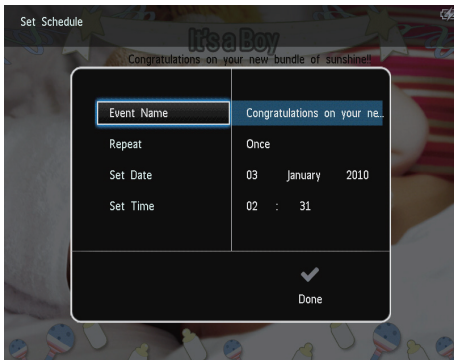 Set Schedule
It's a Boy
Congratulations on your new bundle of sunshine!!
Event Name Congratulations on your ne...
Repeat Once
Set Date 03 January 2010
Set Time 02 : 31
Done